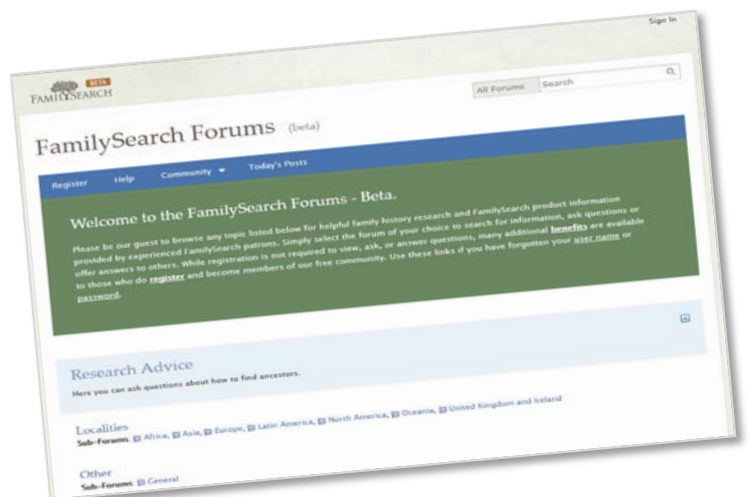 Sign In
BETA
FAMILYSEARCH
All Forums Search
FamilySearch Forums (beta)
Register Help Community Today's Posts
Welcome to the FamilySearch Forums - Beta.
Please be our guest to browse any topic listed below for helpful family history research and FamilySearch product information
provided by experienced FamilySearch patrons. Simply select the forum of your choice to search for information, ask questions or
offer answers to others. While registration is not required to view, ask, or answer questions, many additional benefits are available
to those who do register and become members of our free community. Use these links if you have forgotten your user name or
password.
Research Advice
Here you can ask questions about how to find ancestors.
Localities
Sub-Forums: Africa, Asia, Europe, Latin America, North America, Oceania, United Kingdom and Ireland
Other
Sub-Forums: General